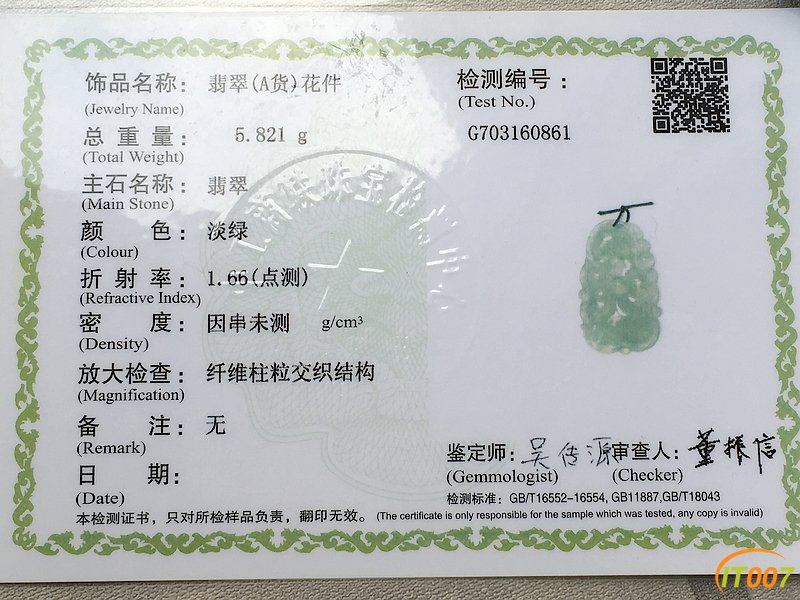 饰品名称： 翡翠(A货)花件
(Jewelry Name)
检测编号：
(Test No.)
G703160861
总重量： 5.821 g
(Total Weight)
主石名称： 翡翠
(Main Stone)
颜色： 淡绿
(Colour)
折射率： 1.66(点测)
(Refractive Index)
密度： 因串未测 g/cm³
(Density)
放大检查： 纤维柱粒交织结构
(Magnification)
备注： 无
(Remark)
日期：
(Date)
鉴定师： 吴传源 审查人： 董振信
(Gemmologist) (Checker)
检测标准：GB/T16552-16554, GB11887,GB/T18043
本检测证书，只对所检样品负责，翻印无效。 (The certificate is only responsible for the sample which was tested, any copy is invalid)
IT007